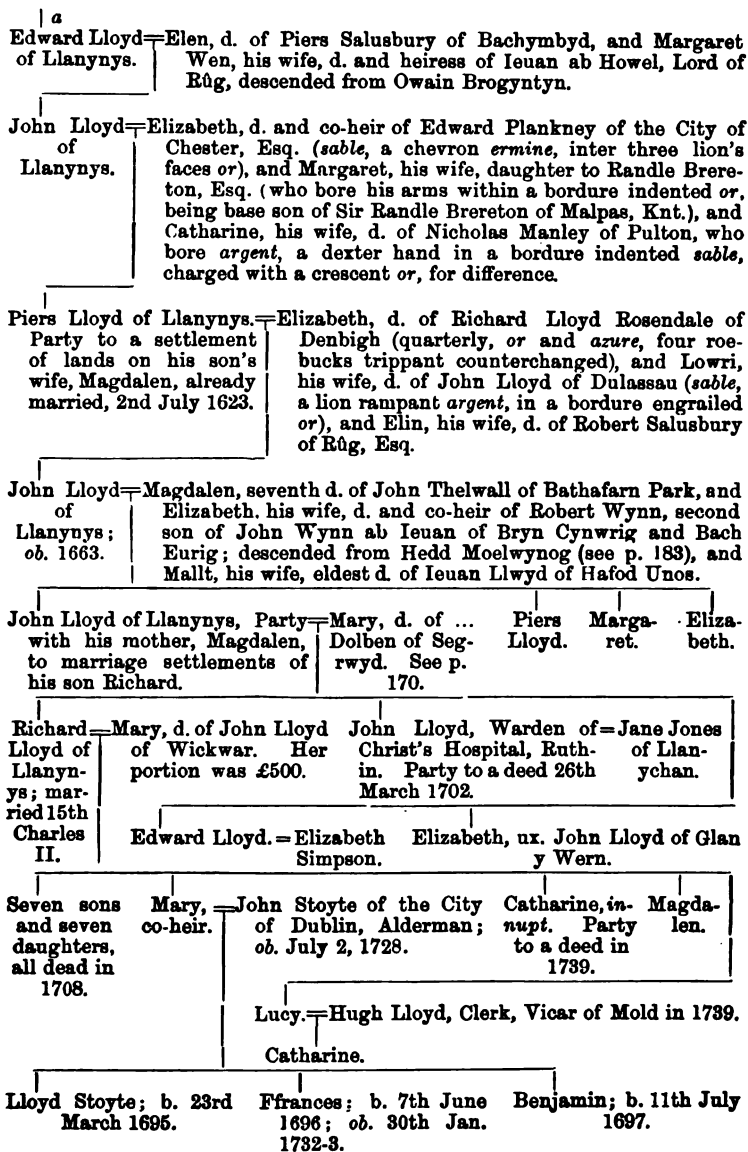 a
Edward Lloyd=Elen, d. of Piers Salusbury of Bachymbyd, and Margaret
of Llanynys. Wen, his wife, d. and heiress of Ieuan ab Howel, Lord of
Rûg, descended from Owain Brogyntyn.
John Lloyd=Elizabeth, d. and co-heir of Edward Plankney of the City of
of Chester, Esq. (sable, a chevron ermine, inter three lion's
Llanynys. faces or), and Margaret, his wife, daughter to Randle Brere-
ton, Esq. (who bore his arms within a bordure indented or,
being base son of Sir Randle Brereton of Malpas, Knt.), and
Catharine, his wife, d. of Nicholas Manley of Pulton, who
bore argent, a dexter hand in a bordure indented sable,
charged with a crescent or, for difference.
Piers Lloyd of Llanynys.=Elizabeth, d. of Richard Lloyd Rosendale of
Party to a settlement Denbigh (quarterly, or and azure, four roe-
of lands on his son's bucks trippant counterchanged), and Lowri,
wife, Magdalen, already his wife, d. of John Lloyd of Dulassau (sable,
married, 2nd July 1623. a lion rampant argent, in a bordure engrailed
or), and Elin, his wife, d. of Robert Salusbury
of Rûg, Esq.
John Lloyd=Magdalen, seventh d. of John Thelwall of Bathafarn Park, and
of Elizabeth. his wife, d. and co-heir of Robert Wynn, second
Llanynys; son of John Wynn ab Ieuan of Bryn Cynwrig and Bach
ob. 1663. Eurig; descended from Hedd Moelwynog (see p. 183), and
Mallt, his wife, eldest d. of Ieuan Llwyd of Hafod Unos.
John Lloyd of Llanynys, Party=Mary, d. of ... Piers Marga- Eliza-
with his mother, Magdalen, Dolben of Seg- Lloyd. ret. beth.
to marriage settlements of rwyd. See p.
his son Richard. 170.
Richard=Mary, d. of John Lloyd John Lloyd, Warden of=Jane Jones
Lloyd of of Wickwar. Her Christ's Hospital, Ruth- of Llan-
Llanyn- portion was £500. in. Party to a deed 26th ychan.
ys; mar- March 1702.
ried 15th
Charles Edward Lloyd.=Elizabeth Elizabeth, ux. John Lloyd of Glan
II. Simpson. y Wern.
Seven sons Mary,=John Stoyte of the City Catharine, in- Magda-
and seven co-heir. of Dublin, Alderman; nupt. Party len.
daughters, ob. July 2, 1728. to a deed in
all dead in 1739.
1708.
Lucy.=Hugh Lloyd, Clerk, Vicar of Mold in 1739.
Catharine.
Lloyd Stoyte; b. 23rd Ffrances; b. 7th June Benjamin; b. 11th July
March 1695. 1696; ob. 30th Jan. 1697.
1732-3.